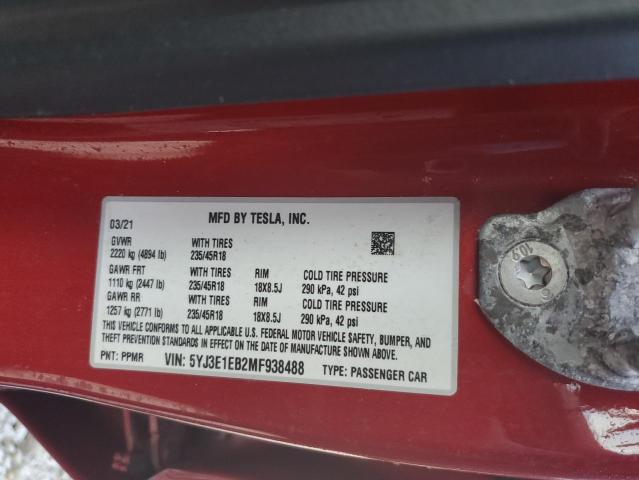 03/21 MFD BY TESLA, INC.
GVWR WITH TIRES
2220 kg (4894 lb) 235/45R18
GAWR FRT WITH TIRES RIM COLD TIRE PRESSURE
1110 kg (2447 lb) 235/45R18 18X8.5J 290 kPa, 42 psi
GAWR RR WITH TIRES RIM COLD TIRE PRESSURE
1257 kg (2771 lb) 235/45R18 18X8.5J 290 kPa, 42 psi
THIS VEHICLE CONFORMS TO ALL APPLICABLE U.S. FEDERAL MOTOR VEHICLE SAFETY, BUMPER, AND
THEFT PREVENTION STANDARDS IN EFFECT ON THE DATE OF MANUFACTURE SHOWN ABOVE.
PNT: PPMR VIN: 5YJ3E1EB2MF938488 TYPE: PASSENGER CAR
10.9